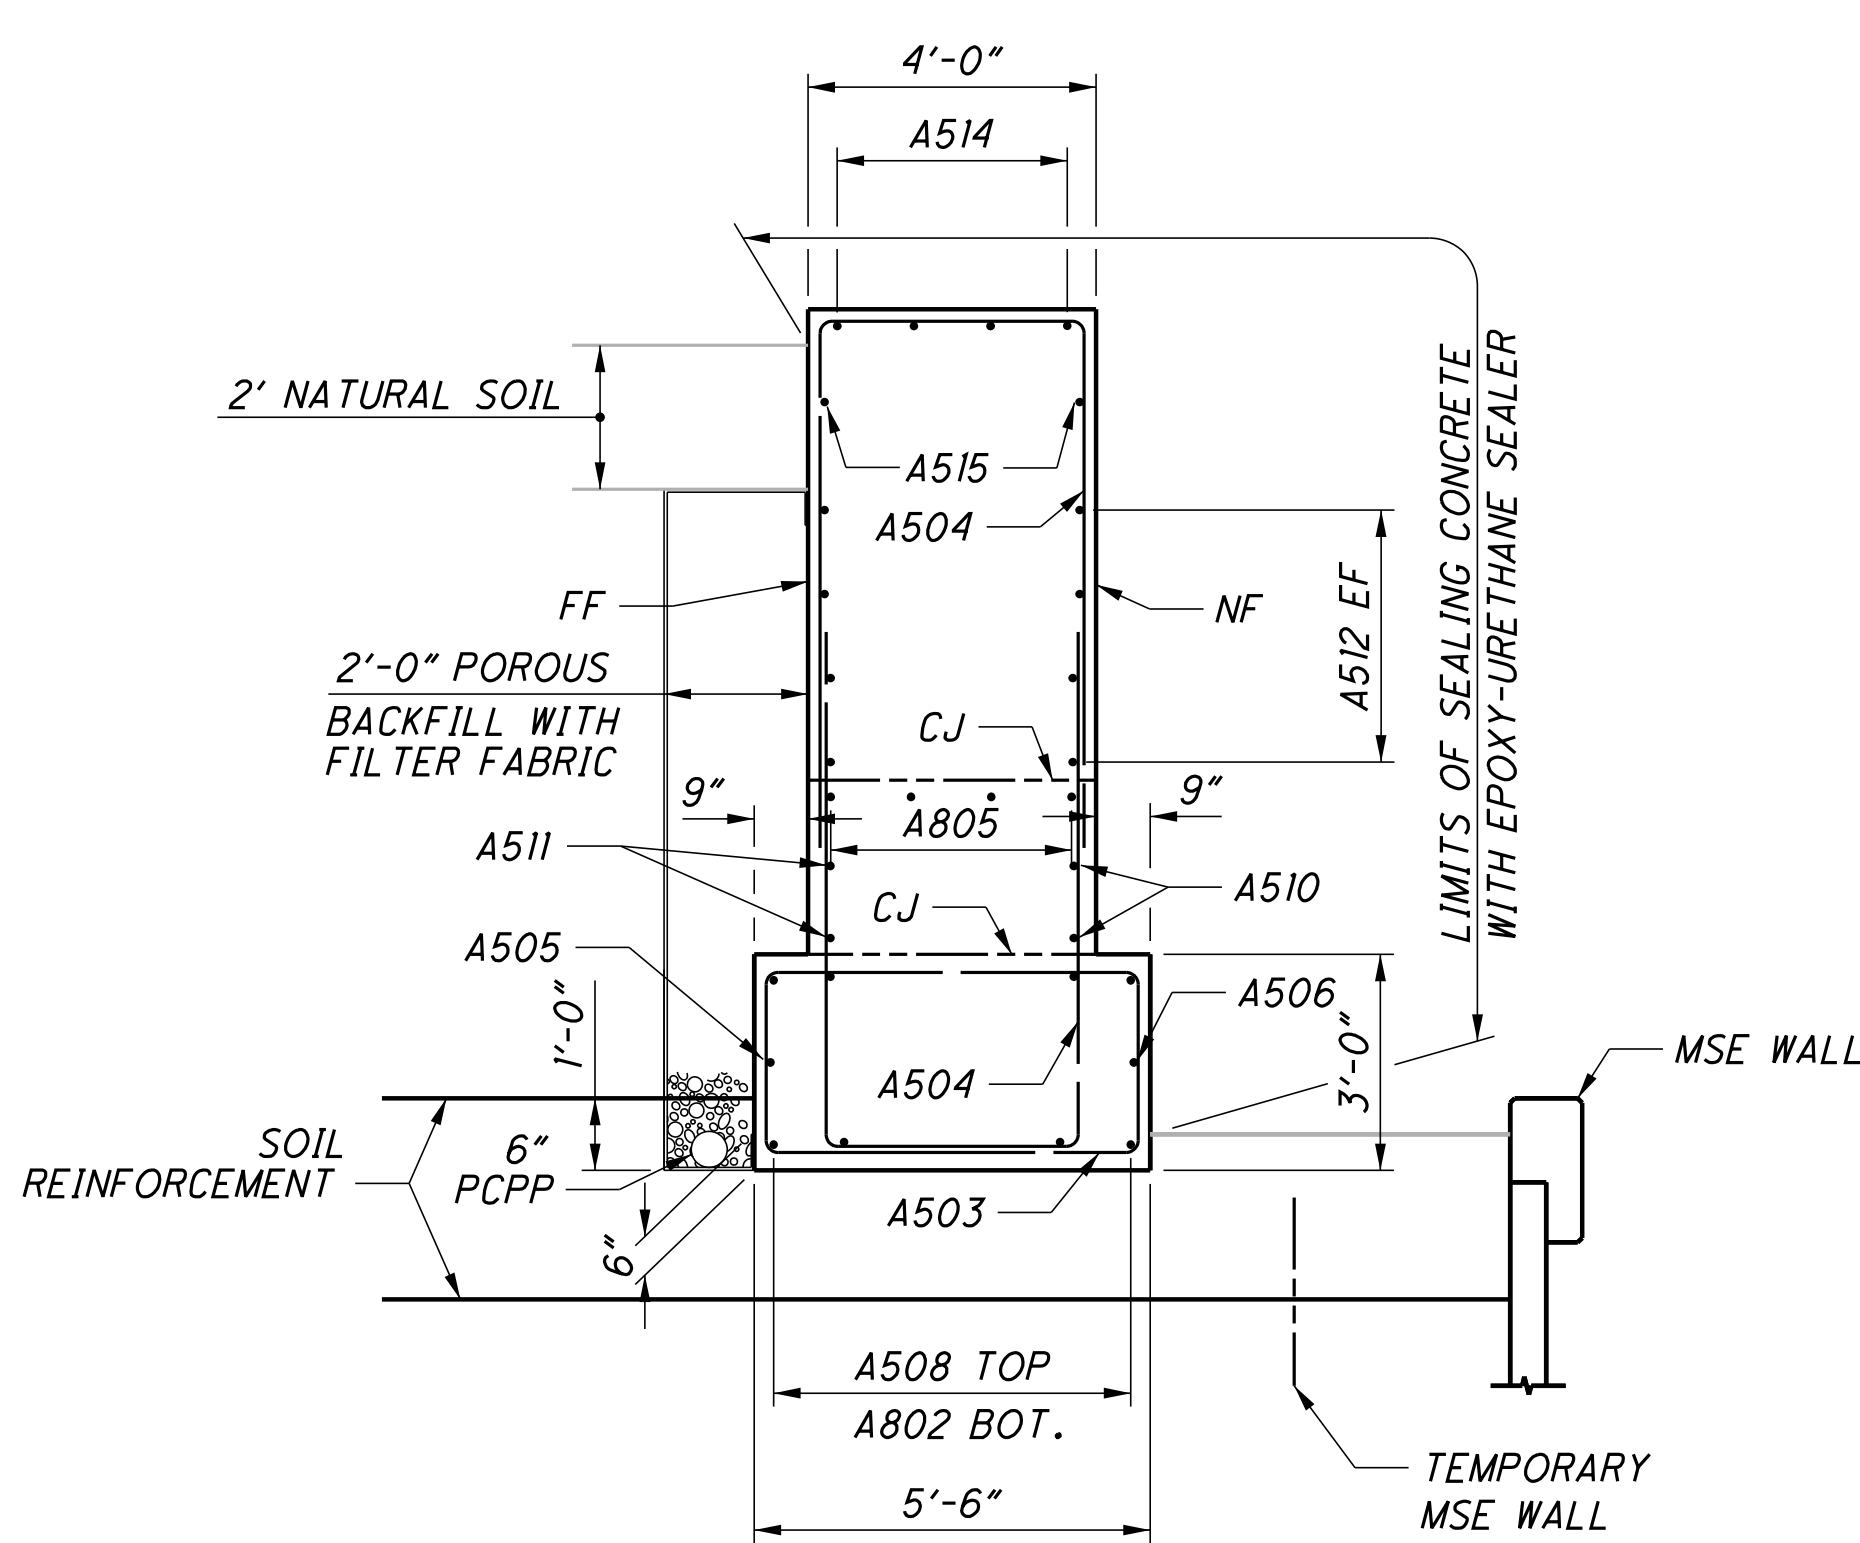 4'-0"
A514
2' NATURAL SOIL
A515
A504
FF
NF
A512 EF
LIMITS OF SEALING CONCRETE
WITH EPOXY-URETHANE SEALER
2'-0" POROUS
BACKFILL WITH
FILTER FABRIC
CJ
9"
9"
A805
A511
A510
CJ
A505
A506
1'-0"
3'-0"
MSE WALL
A504
SOIL
REINFORCEMENT
6"
PCPP
A503
6"
A508 TOP
A802 BOT.
TEMPORARY
MSE WALL
5'-6"